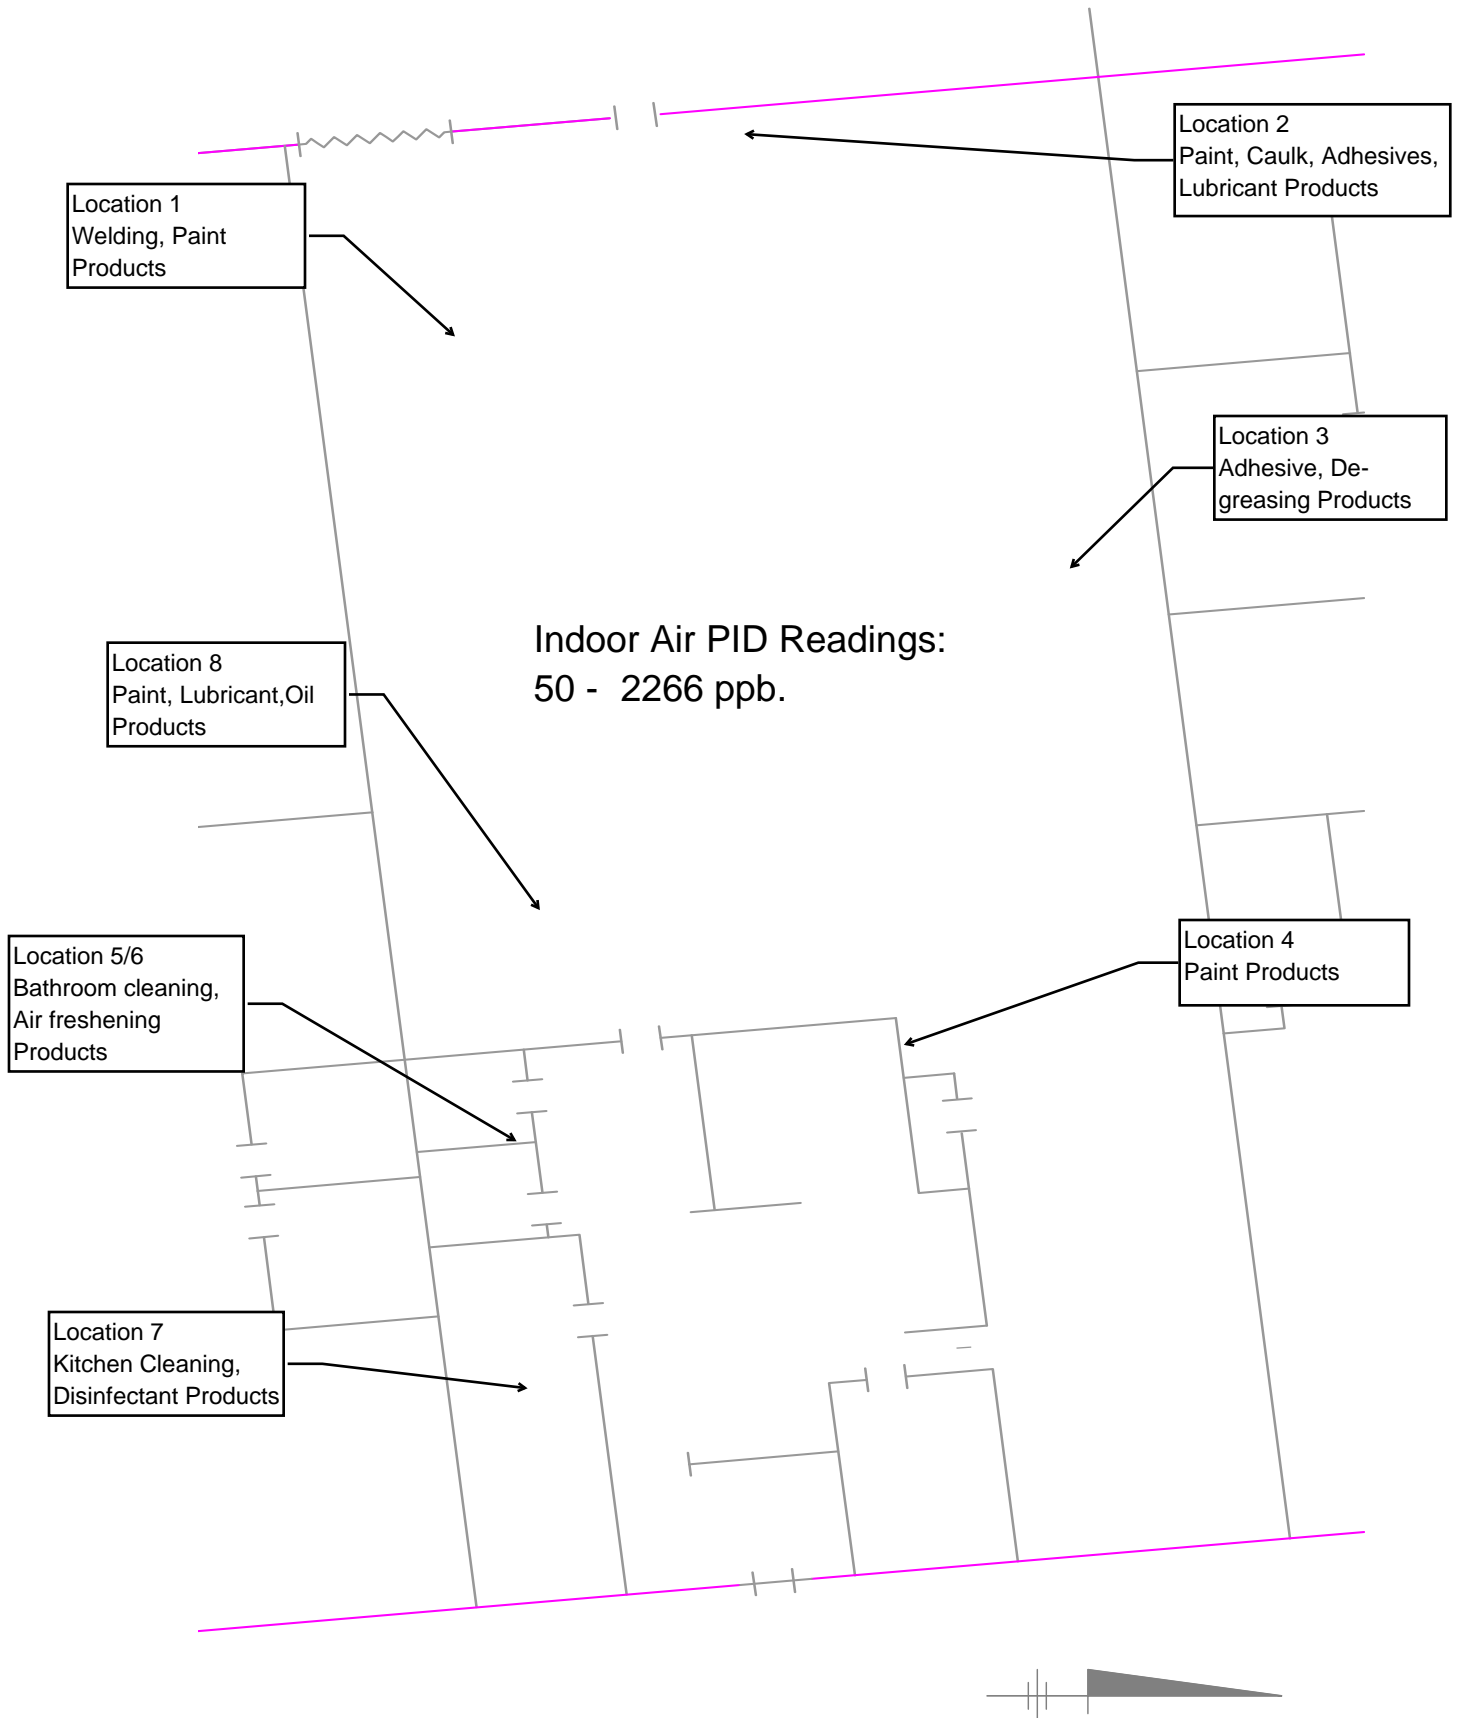 Location 2
Paint, Caulk, Adhesives,
Lubricant Products
Location 1
Welding, Paint
Products
Location 3
Adhesive, De-
greasing Products
Indoor Air PID Readings:
50 -  2266 ppb.
Location 8
Paint, Lubricant,Oil
Products
Location 4
Paint Products
Location 5/6
Bathroom cleaning,
Air freshening
Products
Location 7
Kitchen Cleaning,
Disinfectant Products